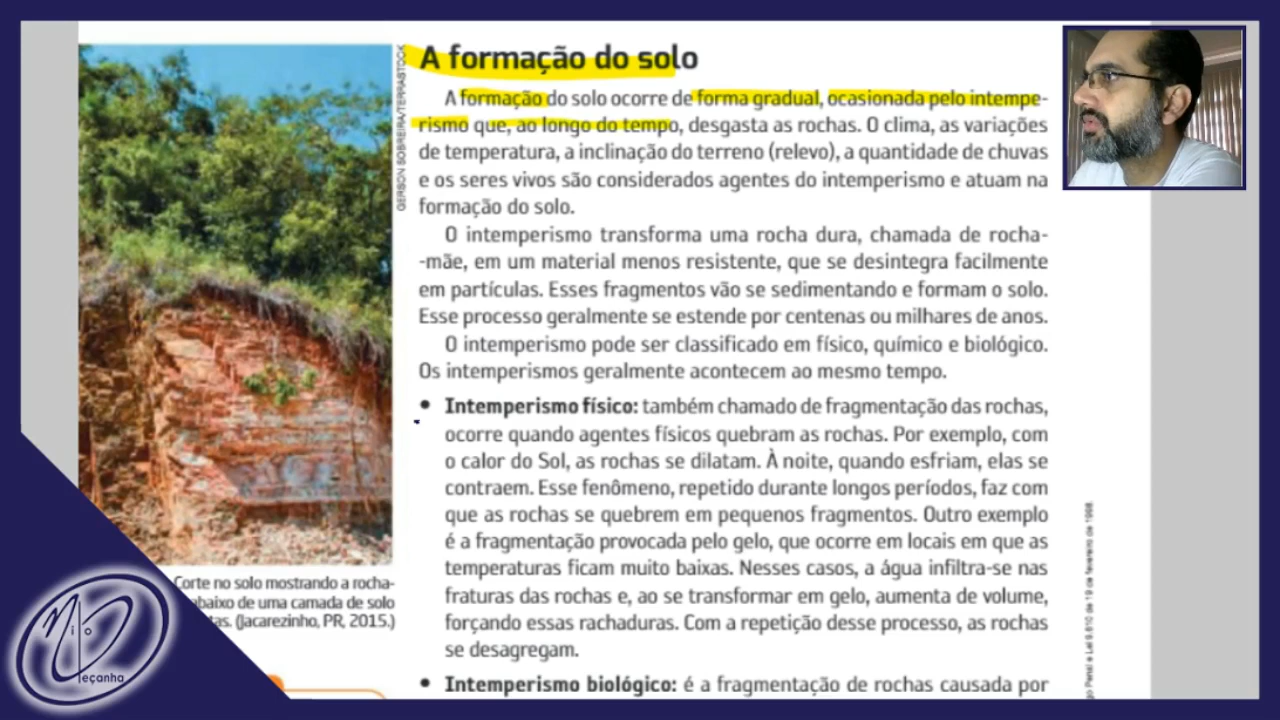 A formação do solo
A formação do solo ocorre de forma gradual, ocasionada pelo intempe-
rismo que, ao longo do tempo, desgasta as rochas. O clima, as variações
de temperatura, a inclinação do terreno (relevo), a quantidade de chuvas
e os seres vivos são considerados agentes do intemperismo e atuam na
formação do solo.
O intemperismo transforma uma rocha dura, chamada de rocha-
-mãe, em um material menos resistente, que se desintegra facilmente
em partículas. Esses fragmentos vão se sedimentando e formam o solo.
Esse processo geralmente se estende por centenas ou milhares de anos.
O intemperismo pode ser classificado em físico, químico e biológico.
Os intemperismos geralmente acontecem ao mesmo tempo.
• Intemperismo físico: também chamado de fragmentação das rochas,
ocorre quando agentes físicos quebram as rochas. Por exemplo, com
o calor do Sol, as rochas se dilatam. À noite, quando esfriam, elas se
contraem. Esse fenômeno, repetido durante longos períodos, faz com
que as rochas se quebrem em pequenos fragmentos. Outro exemplo
é a fragmentação provocada pelo gelo, que ocorre em locais em que as
temperaturas ficam muito baixas. Nesses casos, a água infiltra-se nas
fraturas das rochas e, ao se transformar em gelo, aumenta de volume,
forçando essas rachaduras. Com a repetição desse processo, as rochas
se desagregam.
• Intemperismo biológico: é a fragmentação de rochas causada por
GERSON SOBREIRA/TERRASTOCK
Corte no solo mostrando a rocha-
abaixo de uma camada de solo
(Jacarezinho, PR, 2015.)
Penal e Lei 9.610 de 19 de fevereiro de 1998.